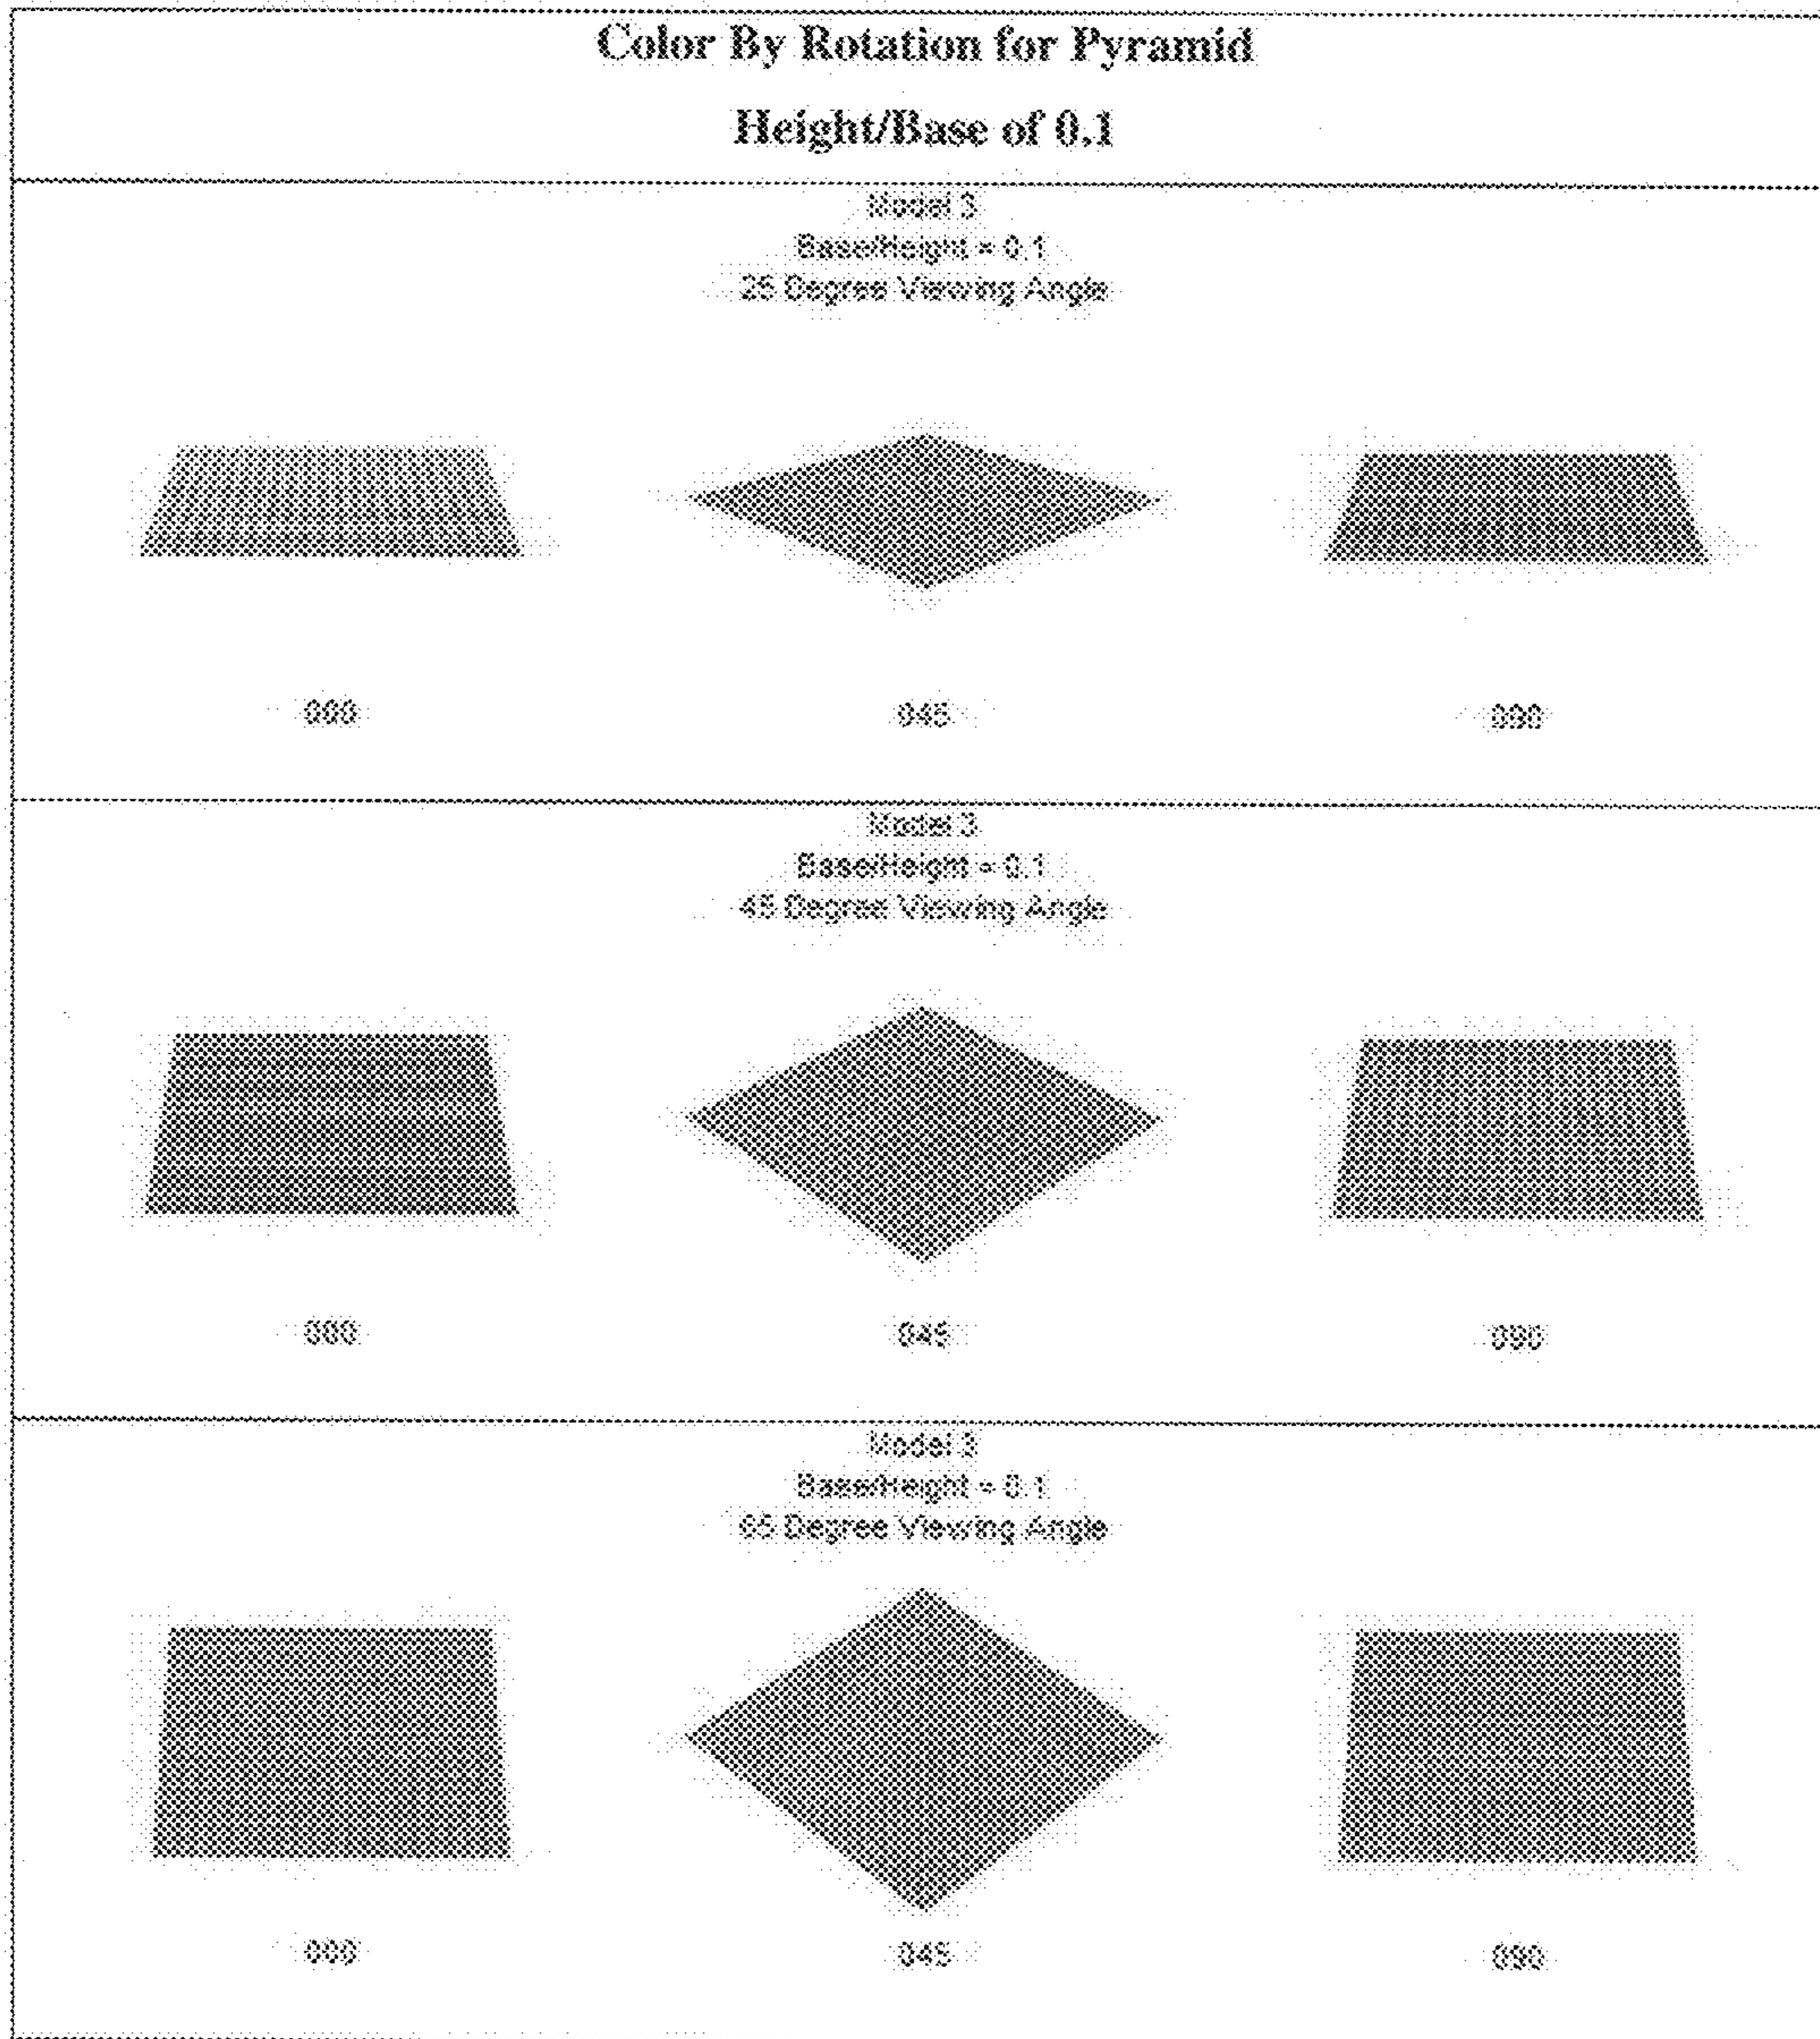 Color By Rotation for Pyramid
Height/Base of 0.1
Model 3
Base/Height = 0.1
25 Degree Viewing Angle
000 045 090
Model 3
Base/Height = 0.1
45 Degree Viewing Angle
000 045 090
Model 3
Base/Height = 0.1
65 Degree Viewing Angle
000 045 090